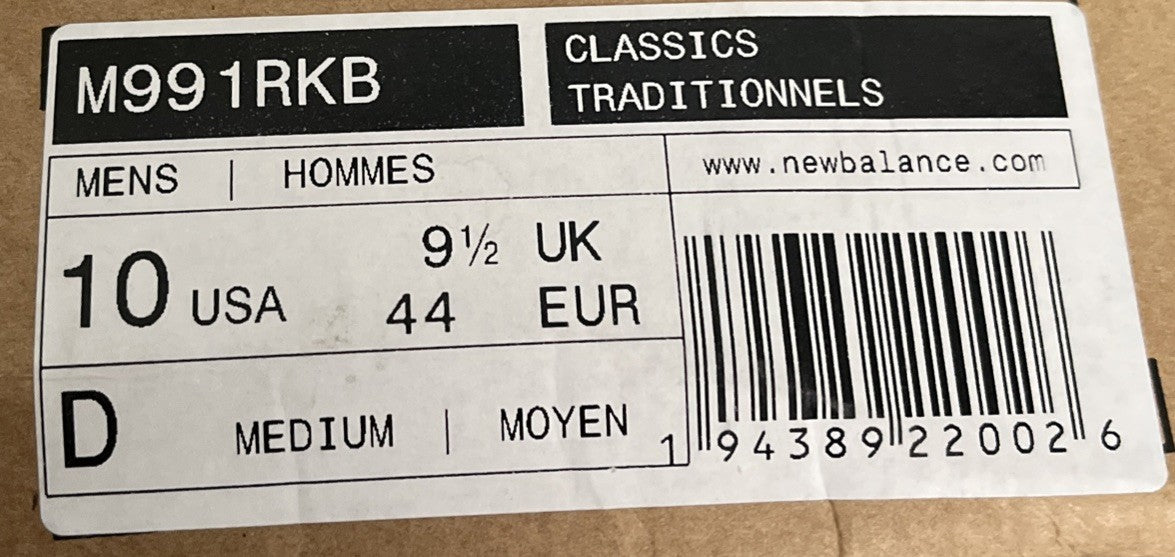 M991RKB
CLASSICS
TRADITIONNELS
MENS | HOMMES
www.newbalance.com
10 USA
9½ UK
44 EUR
D MEDIUM | MOYEN
1 94389 22002 6